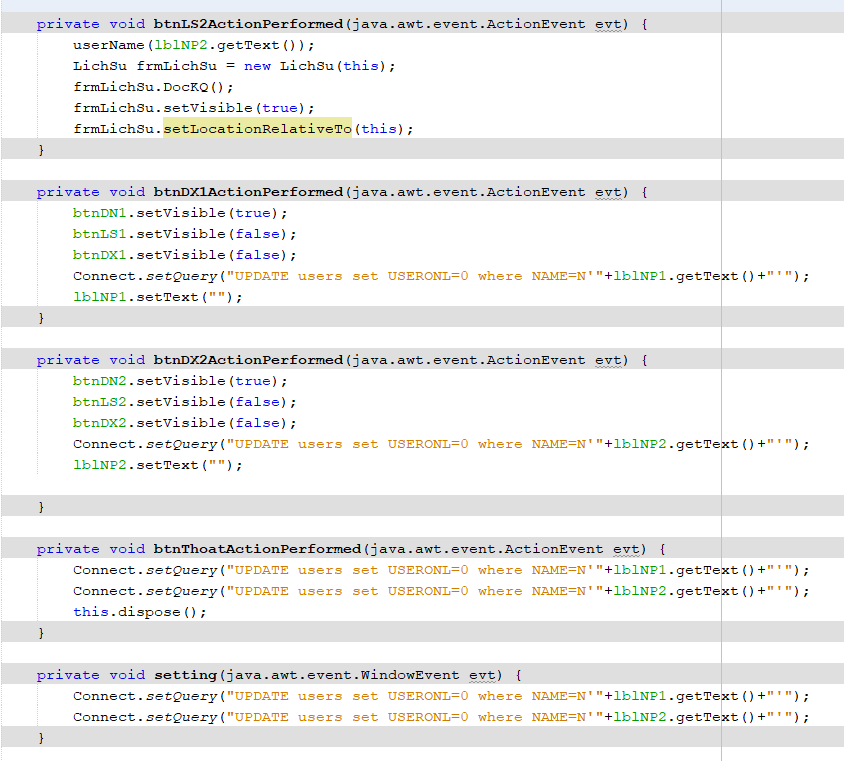 private void btnLS2ActionPerformed(java.awt.event.ActionEvent evt) {
userName(lblNP2.getText());
LichSu frmLichSu = new LichSu(this);
frmLichSu.DocKQ();
frmLichSu.setVisible(true);
frmLichSu.setLocationRelativeTo(this);
}
private void btnDX1ActionPerformed(java.awt.event.ActionEvent evt) {
btnDN1.setVisible(true);
btnLS1.setVisible(false);
btnDX1.setVisible(false);
Connect.setQuery("UPDATE users set USERONL=0 where NAME=N'"+lblNP1.getText()+"'");
lblNP1.setText("");
}
private void btnDX2ActionPerformed(java.awt.event.ActionEvent evt) {
btnDN2.setVisible(true);
btnLS2.setVisible(false);
btnDX2.setVisible(false);
Connect.setQuery("UPDATE users set USERONL=0 where NAME=N'"+lblNP2.getText()+"'");
lblNP2.setText("");
}
private void btnThoatActionPerformed(java.awt.event.ActionEvent evt) {
Connect.setQuery("UPDATE users set USERONL=0 where NAME=N'"+lblNP1.getText()+"'");
Connect.setQuery("UPDATE users set USERONL=0 where NAME=N'"+lblNP2.getText()+"'");
this.dispose();
}
private void setting(java.awt.event.WindowEvent evt) {
Connect.setQuery("UPDATE users set USERONL=0 where NAME=N'"+lblNP1.getText()+"'");
Connect.setQuery("UPDATE users set USERONL=0 where NAME=N'"+lblNP2.getText()+"'");
}